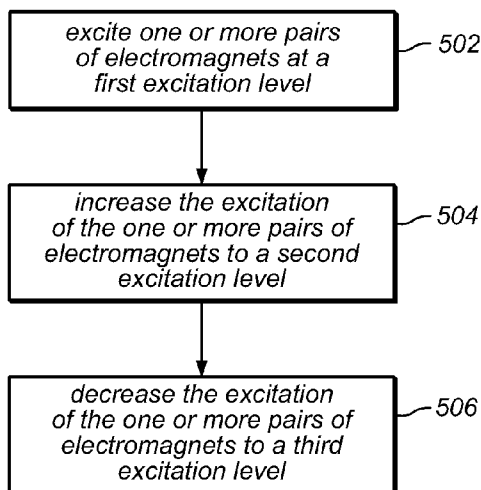 excite one or more pairs
of electromagnets at a
first excitation level
502
increase the excitation
of the one or more pairs of
electromagnets to a second
excitation level
504
decrease the excitation
of the one or more pairs of
electromagnets to a third
excitation level
506